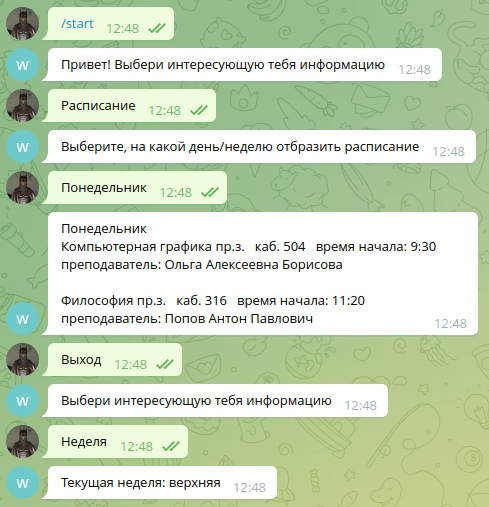 /start 12:48
W Привет! Выбери интересующую тебя информацию 12:48
Расписание 12:48
W Выберите, на какой день/неделю отбразить расписание 12:48
Понедельник 12:48
Понедельник
Компьютерная графика пр.з. каб. 504 время начала: 9:30
преподаватель: Ольга Алексеевна Борисова
Философия пр.з. каб. 316 время начала: 11:20
W преподаватель: Попов Антон Павлович 12:48
Выход 12:48
W Выбери интересующую тебя информацию 12:48
Неделя 12:48
W Текущая неделя: верхняя 12:48